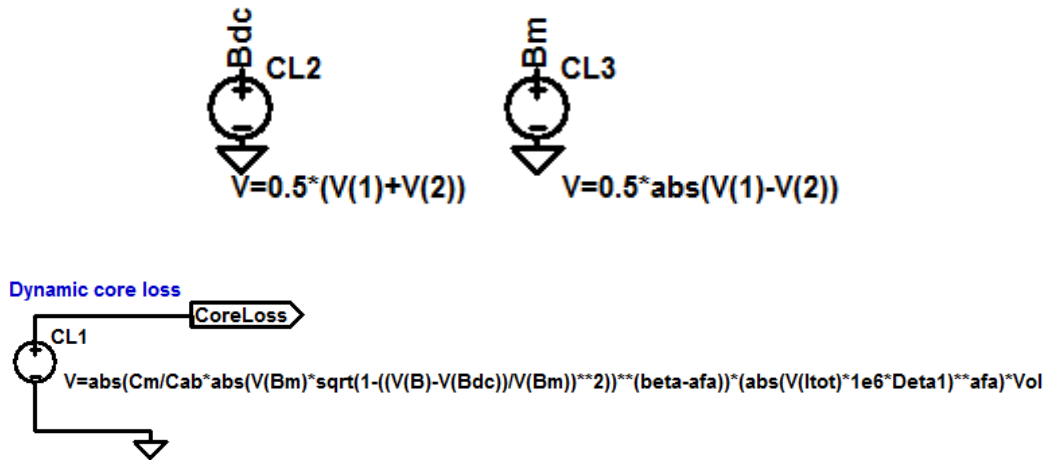 Bdc
CL2
V=0.5*(V(1)+V(2))
Bm
CL3
V=0.5*abs(V(1)-V(2))
Dynamic core loss
CoreLoss
CL1
V=abs(Cm/Cab*abs(V(Bm)*sqrt(1-((V(B)-V(Bdc))/V(Bm))**2))**(beta-afa))*(abs(V(Itot)*1e6*Deta1)**afa)*Vol